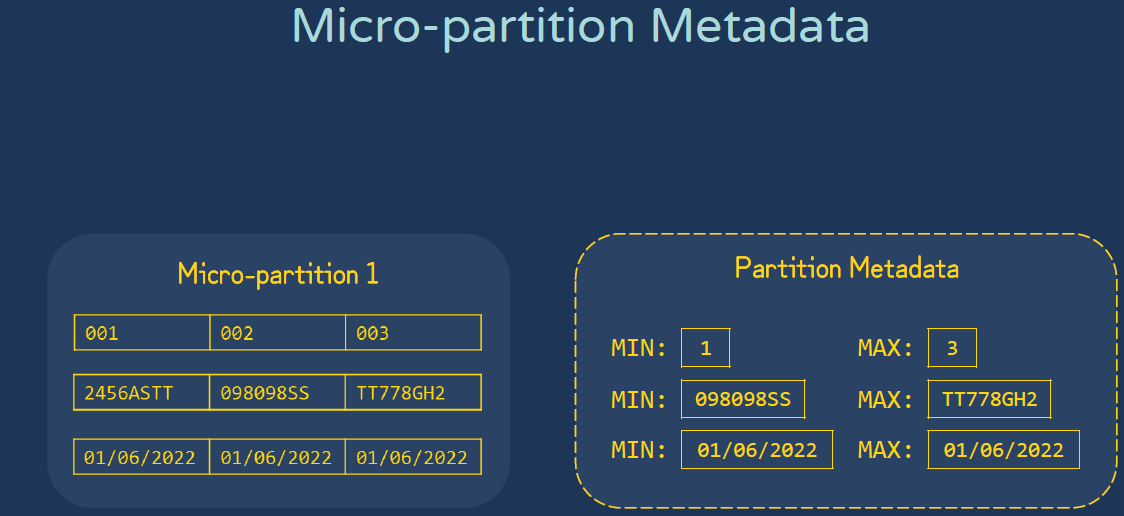 Micro-partition Metadata
Micro-partition 1
001 002 003
2456ASTT 098098SS TT778GH2
01/06/2022 01/06/2022 01/06/2022
Partition Metadata
MIN: 1 MAX: 3
MIN: 098098SS MAX: TT778GH2
MIN: 01/06/2022 MAX: 01/06/2022